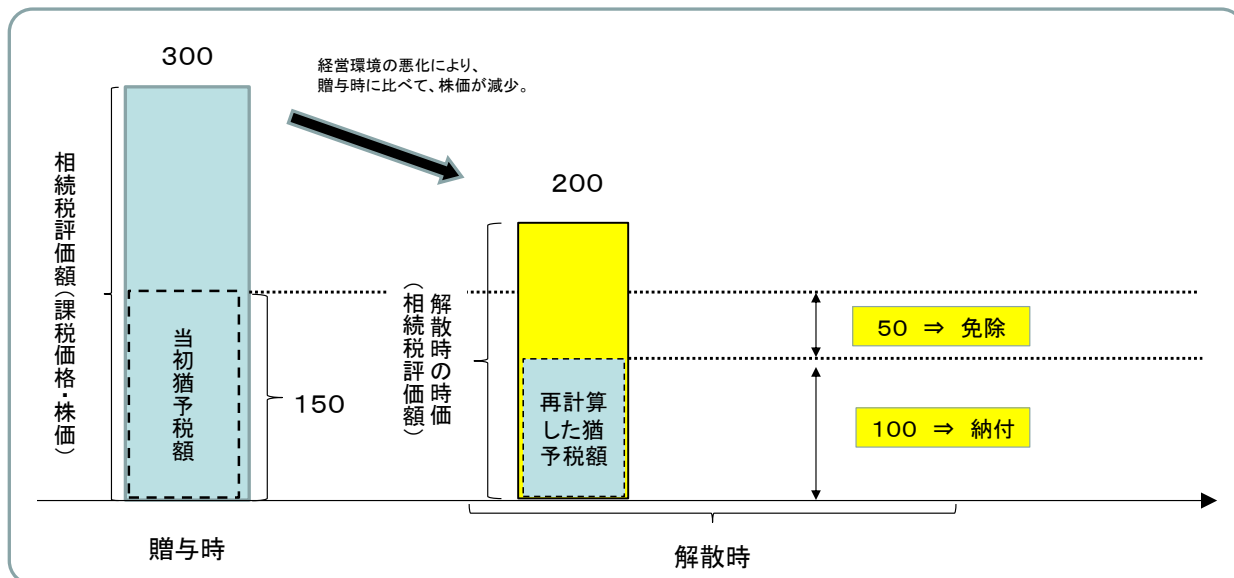 300
経営環境の悪化により、
贈与時に比べて、株価が減少。
相続税評価額(課税価格・株価)
当初猶予税額
150
200
解散時の時価
(相続税評価額)
再計算
した猶
予税額
50 ⇒ 免除
100 ⇒ 納付
贈与時
解散時